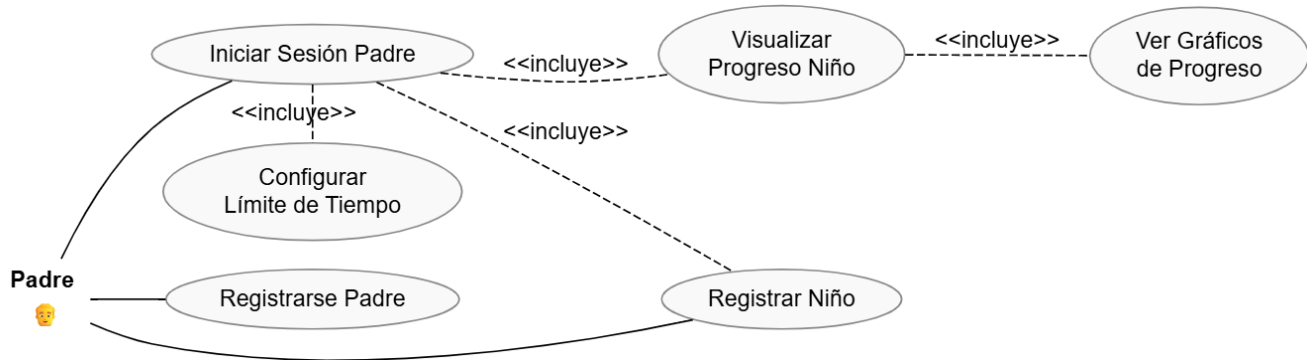 Iniciar Sesión Padre
<<incluye>>
Visualizar
Progreso Niño
<<incluye>>
Ver Gráficos
de Progreso
<<incluye>>
<<incluye>>
Configurar
Límite de Tiempo
Padre
Registrarse Padre
Registrar Niño